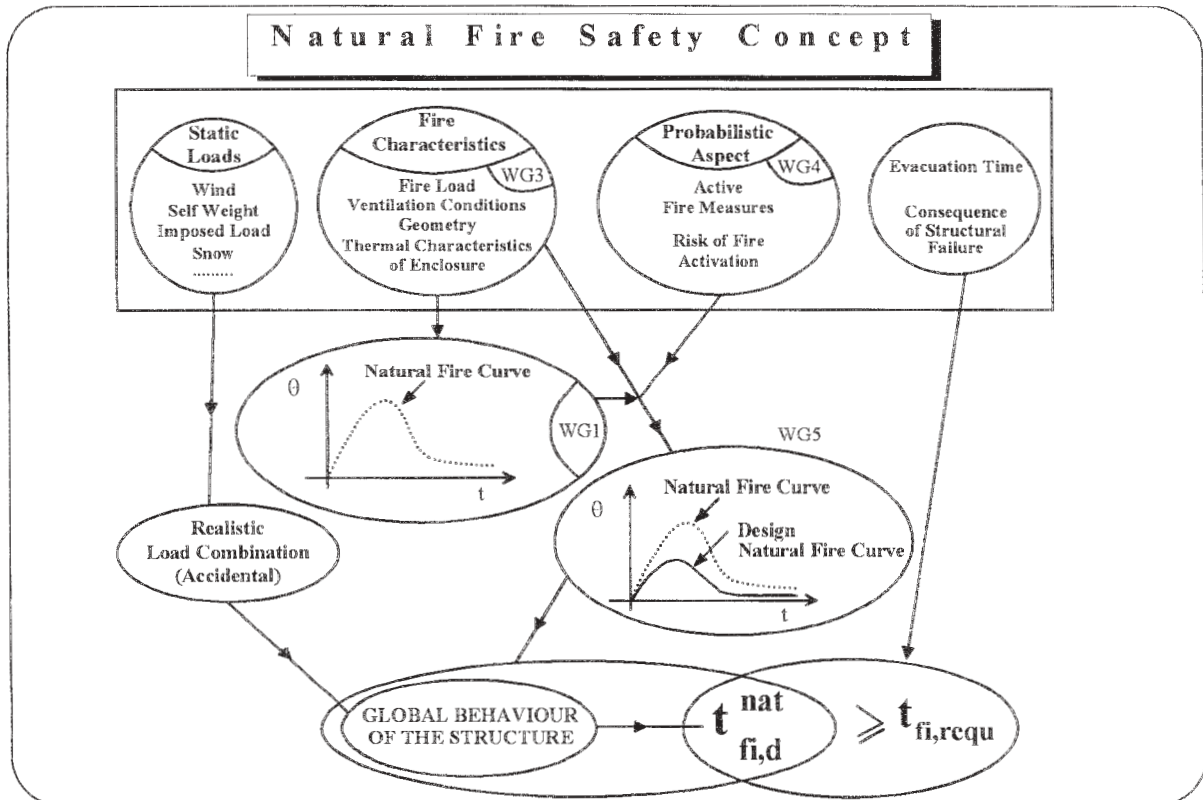 Natural Fire Safety Concept
Static
Loads
Wind
Self Weight
Imposed Load
Snow
.........
Fire
Characteristics
WG3
Fire Load
Ventilation Conditions
Geometry
Thermal Characteristics
of Enclosure
Probabilistic
Aspect
WG4
Active
Fire Measures
Risk of Fire
Activation
Evacuation Time
Consequence
of Structural
Failure
θ
Natural Fire Curve
WG1
t
WG5
θ
Natural Fire Curve
Design
Natural Fire Curve
t
Realistic
Load Combination
(Accidental)
GLOBAL BEHAVIOUR
OF THE STRUCTURE
t nat fi,d ⩾ t fi,requ